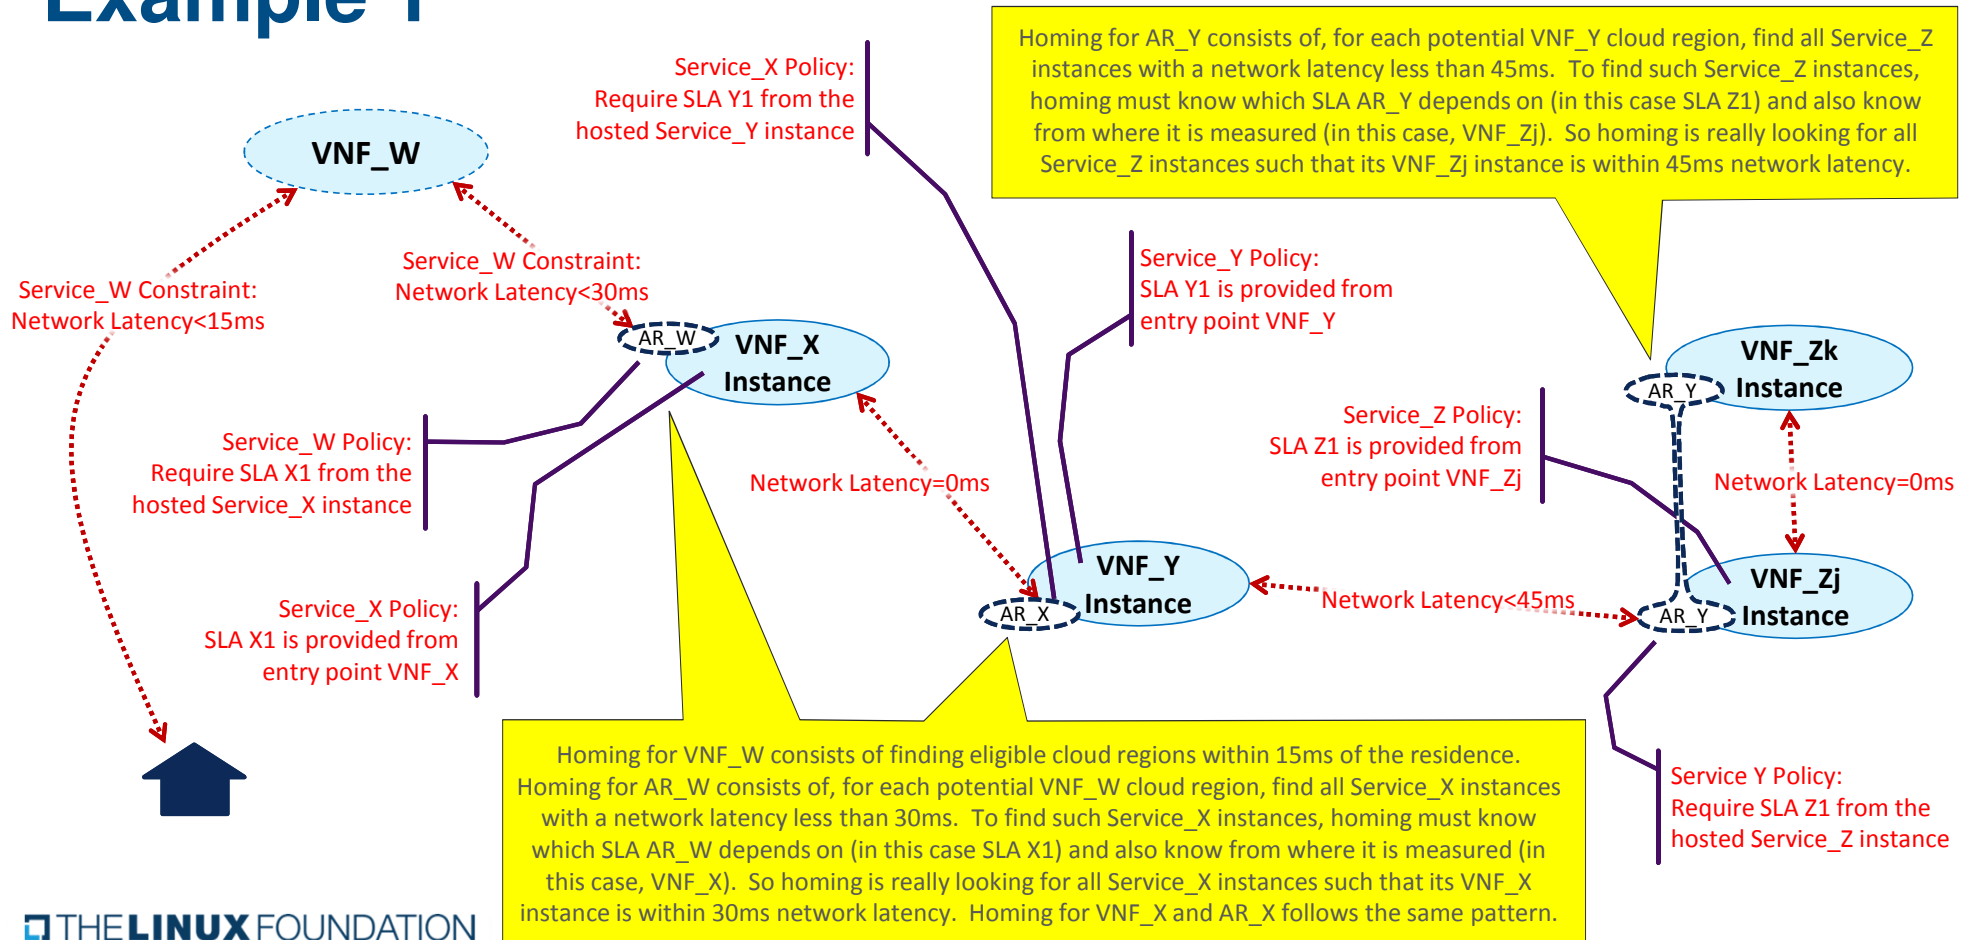 Example 1
Homing for AR_Y consists of, for each potential VNF_Y cloud region, find all Service_Z
instances with a network latency less than 45ms.  To find such Service_Z instances,
homing must know which SLA AR_Y depends on (in this case SLA Z1) and also know
from where it is measured (in this case, VNF_Zj).  So homing is really looking for all
Service_Z instances such that its VNF_Zj instance is within 45ms network latency.
Service_X Policy:
Require SLA Y1 from the
hosted Service_Y instance
VNF_W
Service_W Constraint:
Network Latency<15ms
Service_W Constraint:
Network Latency<30ms
Service_Y Policy:
SLA Y1 is provided from
entry point VNF_Y
AR_W
VNF_X
Instance
VNF_Zk
Instance
AR_Y
Service_W Policy:
Require SLA X1 from the
hosted Service_X instance
Network Latency=0ms
Service_Z Policy:
SLA Z1 is provided from
entry point VNF_Zj
Network Latency=0ms
Service_X Policy:
SLA X1 is provided from
entry point VNF_X
VNF_Y
Instance
AR_X
Network Latency<45ms
VNF_Zj
Instance
AR_Y
Homing for VNF_W consists of finding eligible cloud regions within 15ms of the residence.
Homing for AR_W consists of, for each potential VNF_W cloud region, find all Service_X instances
with a network latency less than 30ms.  To find such Service_X instances, homing must know
which SLA AR_W depends on (in this case SLA X1) and also know from where it is measured (in
this case, VNF_X).  So homing is really looking for all Service_X instances such that its VNF_X
instance is within 30ms network latency.  Homing for VNF_X and AR_X follows the same pattern.
Service Y Policy:
Require SLA Z1 from the
hosted Service_Z instance
THE LINUX FOUNDATION